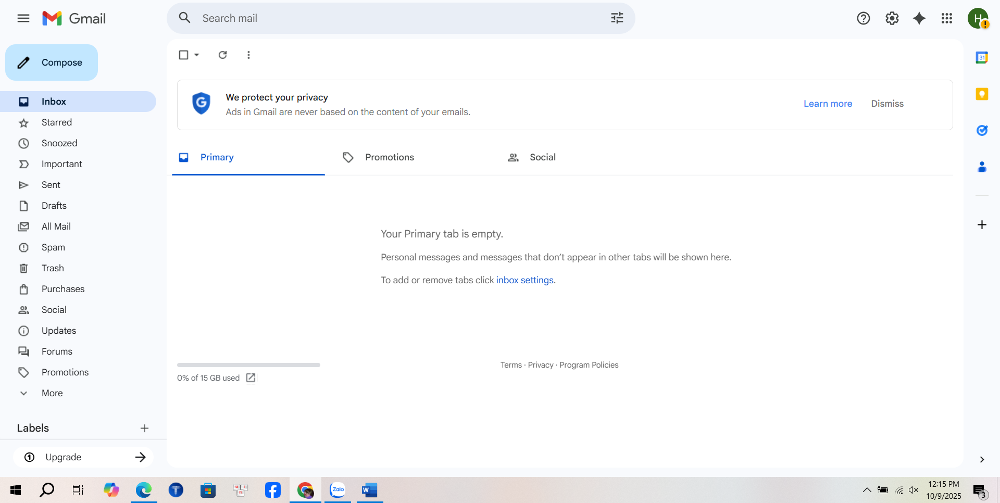 Gmail
Search mail
H
Compose
Inbox
Starred
Snoozed
Important
Sent
Drafts
All Mail
Spam
Trash
Purchases
Social
Updates
Forums
Promotions
More
Labels
Upgrade
We protect your privacy
Ads in Gmail are never based on the content of your emails.
Learn more
Dismiss
Primary
Promotions
Social
Your Primary tab is empty.
Personal messages and messages that don’t appear in other tabs will be shown here.
To add or remove tabs click inbox settings.
0% of 15 GB used
Terms · Privacy · Program Policies
31
Zalo
W
12:15 PM
10/9/2025
3